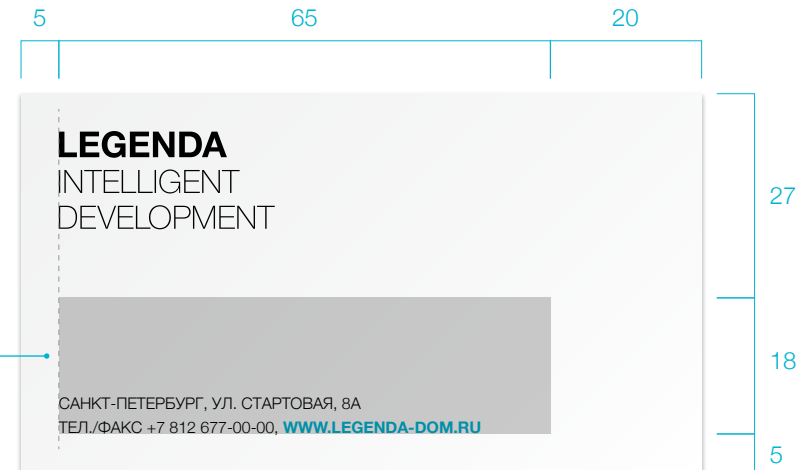 5 65 20
LEGENDA
INTELLIGENT
DEVELOPMENT
27
18
САНКТ-ПЕТЕРБУРГ, УЛ. СТАРТОВАЯ, 8А
ТЕЛ./ФАКС +7 812 677-00-00, WWW.LEGENDA-DOM.RU
5